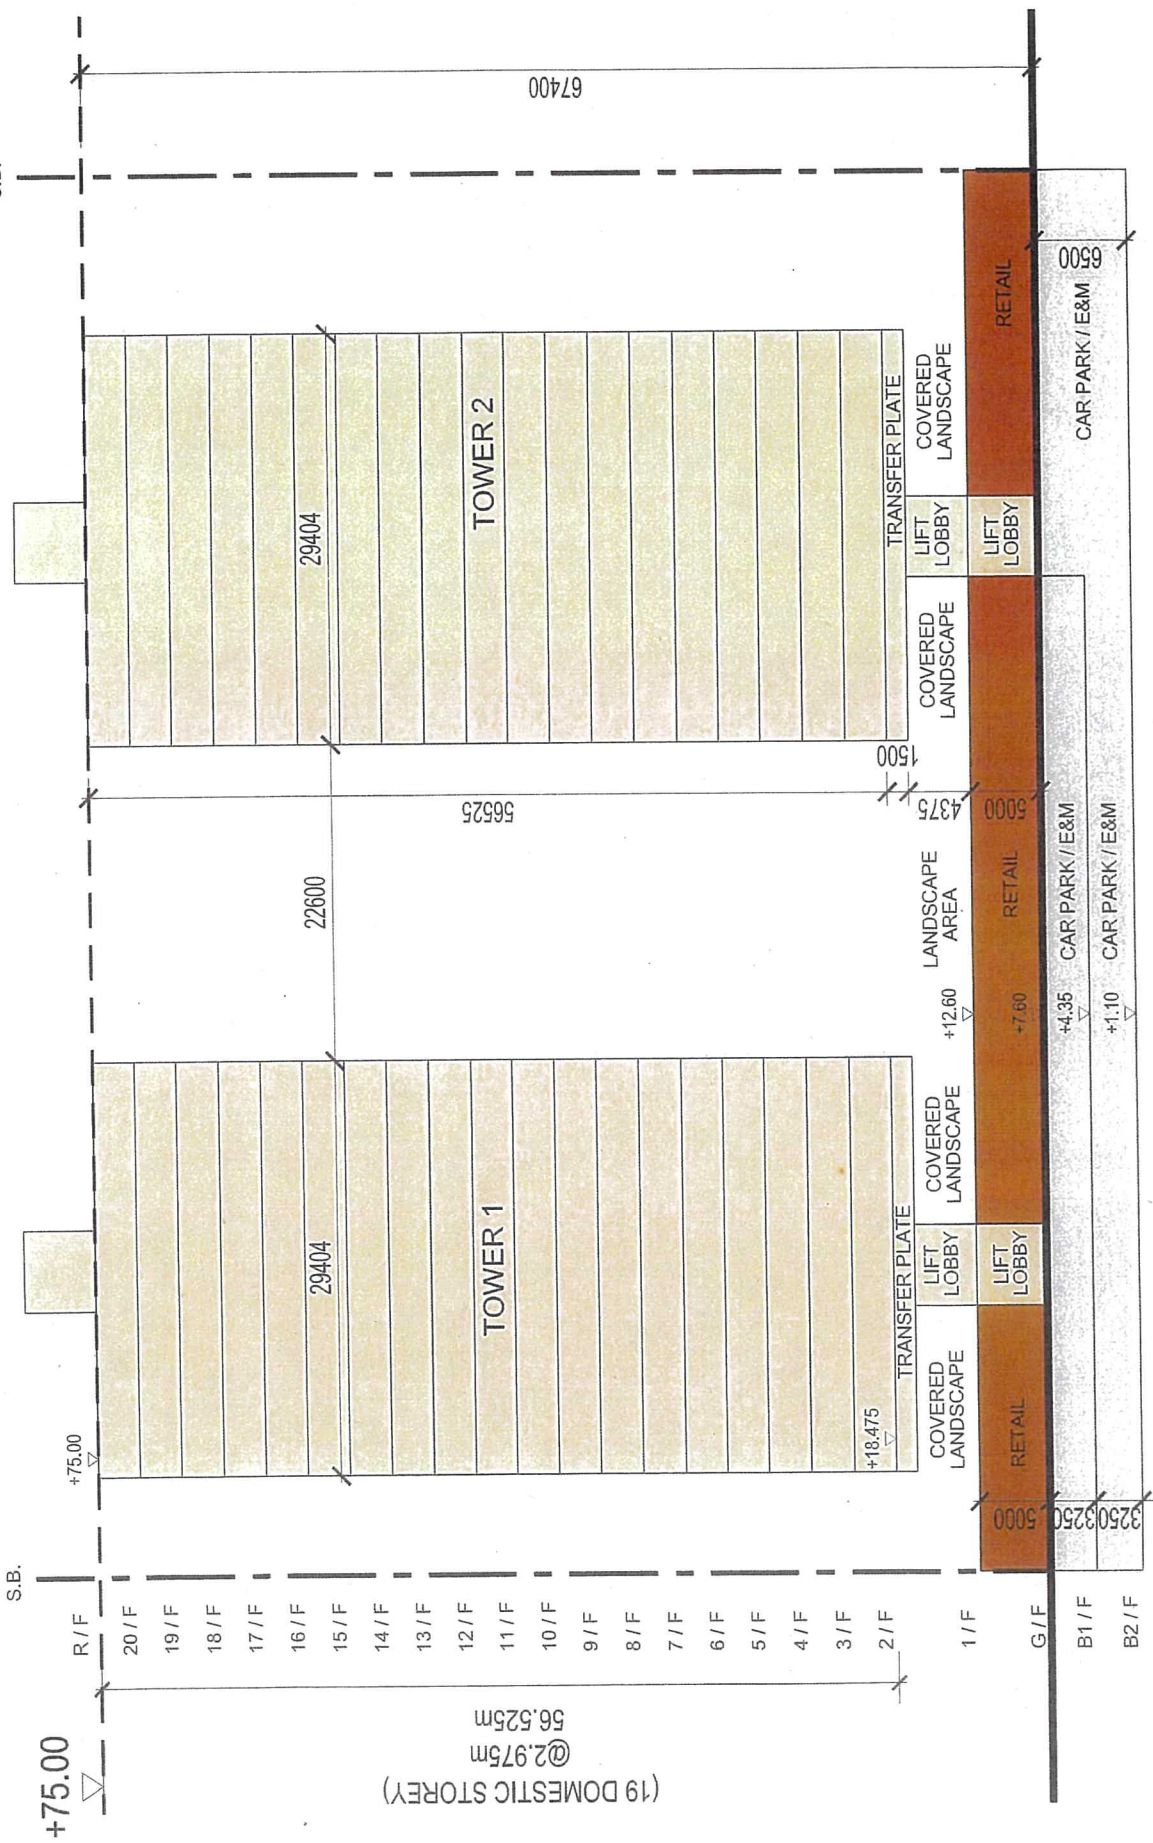 +75.00
(19 DOMESTIC STOREY)
@2.975m
56.525m
S.B.
R / F
20 / F
19 / F
18 / F
17 / F
16 / F
15 / F
14 / F
13 / F
12 / F
11 / F
10 / F
9 / F
8 / F
7 / F
6 / F
5 / F
4 / F
3 / F
2 / F
1 / F
G / F
B1 / F
B2 / F
+75.00
29404
TOWER 1
+18.475
TRANSFER PLATE
COVERED
LANDSCAPE
LIFT
LOBBY
COVERED
LANDSCAPE
RETAIL
LIFT
LOBBY
5000
3250
3250
22600
56525
1500
4375
5000
LANDSCAPE
AREA
+12.60
+7.60
RETAIL
+4.35
CAR PARK / E&M
+1.10
CAR PARK / E&M
29404
TOWER 2
TRANSFER PLATE
COVERED
LANDSCAPE
LIFT
LOBBY
COVERED
LANDSCAPE
LIFT
LOBBY
RETAIL
6500
CAR PARK / E&M
67400